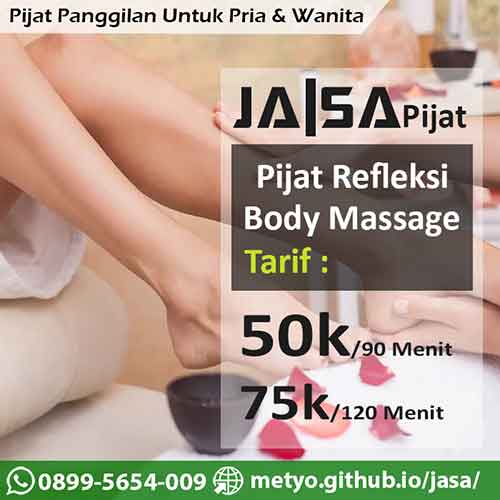 Pijat Panggilan Untuk Pria & Wanita
JA|SA Pijat
Pijat Refleksi
Body Massage
Tarif :
50k/90 Menit
75k/120 Menit
0899-5654-009 metyo.github.io/jasa/